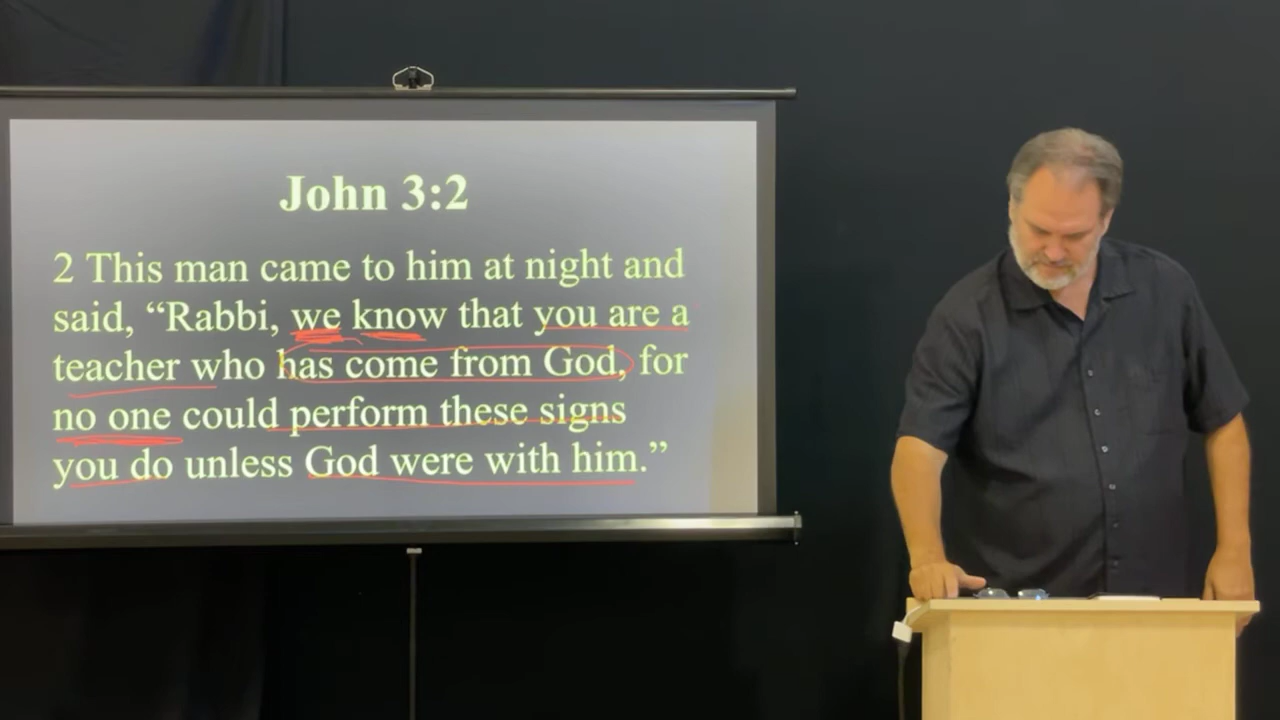 John 3:2
2 This man came to him at night and
said, “Rabbi, we know that you are a
teacher who has come from God, for
no one could perform these signs
you do unless God were with him.”